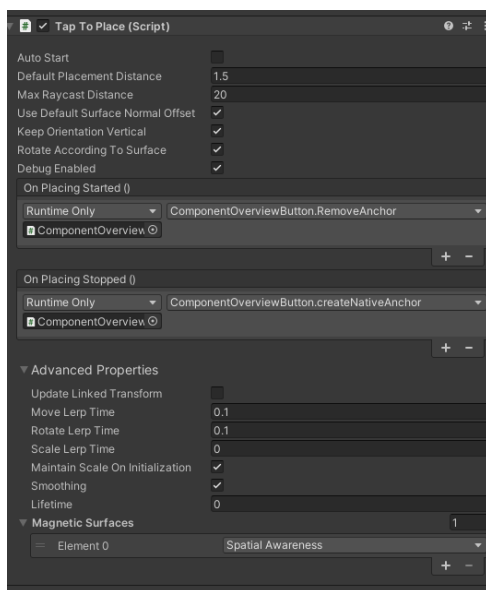 Tap To Place (Script)
Auto Start
Default Placement Distance 1.5
Max Raycast Distance 20
Use Default Surface Normal Offset
Keep Orientation Vertical
Rotate According To Surface
Debug Enabled
On Placing Started ()
Runtime Only ComponentOverviewButton.RemoveAnchor
ComponentOverview
+ −
On Placing Stopped ()
Runtime Only ComponentOverviewButton.createNativeAnchor
ComponentOverview
+ −
Advanced Properties
Update Linked Transform
Move Lerp Time 0.1
Rotate Lerp Time 0.1
Scale Lerp Time 0
Maintain Scale On Initialization
Smoothing
Lifetime 0
Magnetic Surfaces 1
Element 0 Spatial Awareness
+ −